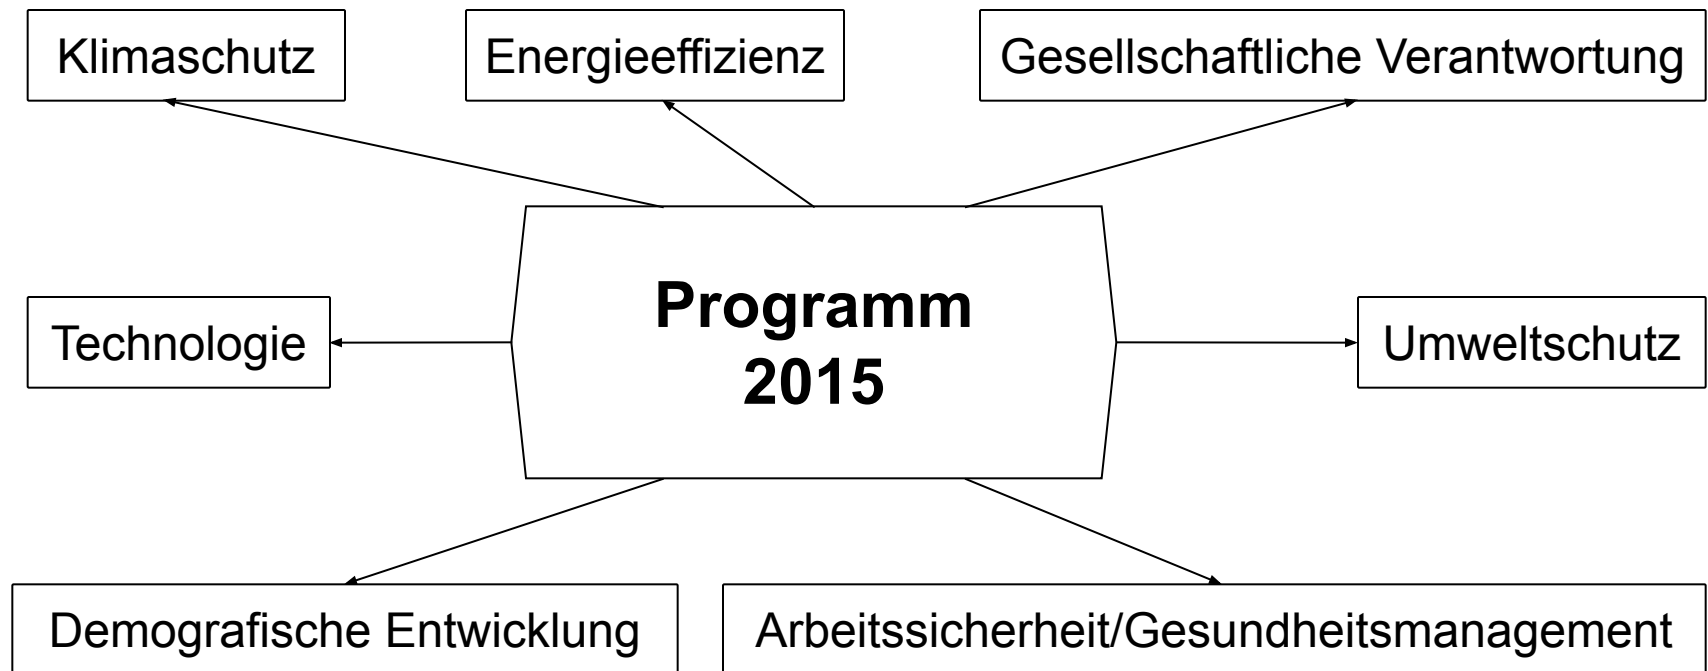 Klimaschutz
Energieeffizienz
Gesellschaftliche Verantwortung
Programm
2015
Technologie
Umweltschutz
Demografische Entwicklung
Arbeitssicherheit/Gesundheitsmanagement